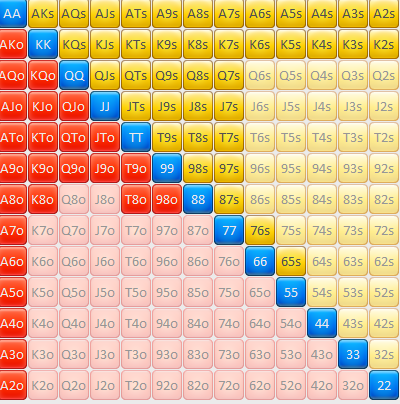 AA AKs AQs AJs ATs A9s A8s A7s A6s A5s A4s A3s A2s
AKo KK KQs KJs KTs K9s K8s K7s K6s K5s K4s K3s K2s
AQo KQo QQ QJs QTs Q9s Q8s Q7s Q6s Q5s Q4s Q3s Q2s
AJo KJo QJo JJ JTs J9s J8s J7s J6s J5s J4s J3s J2s
ATo KTo QTo JTo TT T9s T8s T7s T6s T5s T4s T3s T2s
A9o K9o Q9o J9o T9o 99 98s 97s 96s 95s 94s 93s 92s
A8o K8o Q8o J8o T8o 98o 88 87s 86s 85s 84s 83s 82s
A7o K7o Q7o J7o T7o 97o 87o 77 76s 75s 74s 73s 72s
A6o K6o Q6o J6o T6o 96o 86o 76o 66 65s 64s 63s 62s
A5o K5o Q5o J5o T5o 95o 85o 75o 65o 55 54s 53s 52s
A4o K4o Q4o J4o T4o 94o 84o 74o 64o 54o 44 43s 42s
A3o K3o Q3o J3o T3o 93o 83o 73o 63o 53o 43o 33 32s
A2o K2o Q2o J2o T2o 92o 82o 72o 62o 52o 42o 32o 22